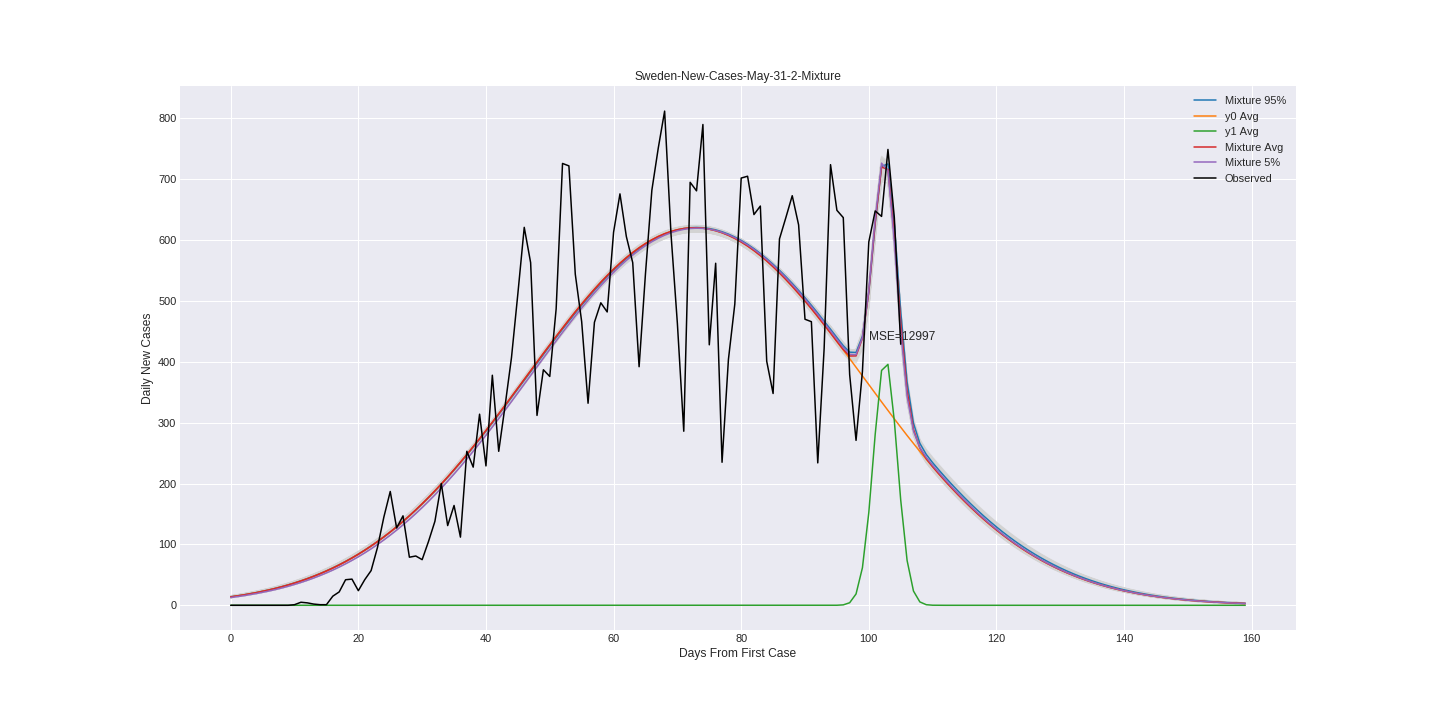 Sweden-New-Cases-May-31-2-Mixture
Mixture 95%
y0 Avg
y1 Avg
Mixture Avg
Mixture 5%
Observed
800
700
600
500
400
300
200
100
0
Daily New Cases
MSE=12997
0 20 40 60 80 100 120 140 160
Days From First Case